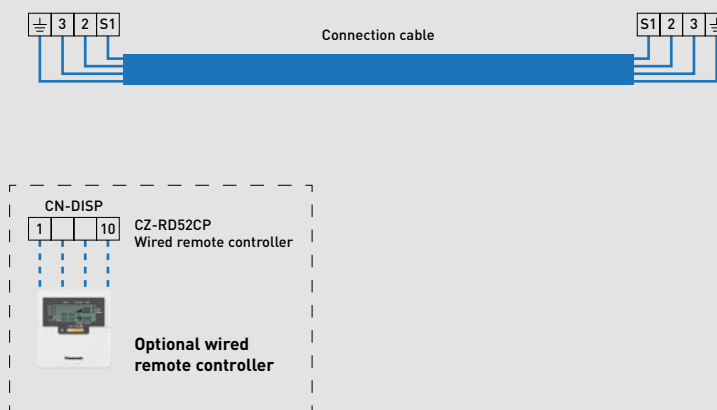 ⏚ 3 2 S1
Connection cable
S1 2 3 ⏚
CN-DISP
1 10
CZ-RD52CP
Wired remote controller
Optional wired
remote controller
Panasonic